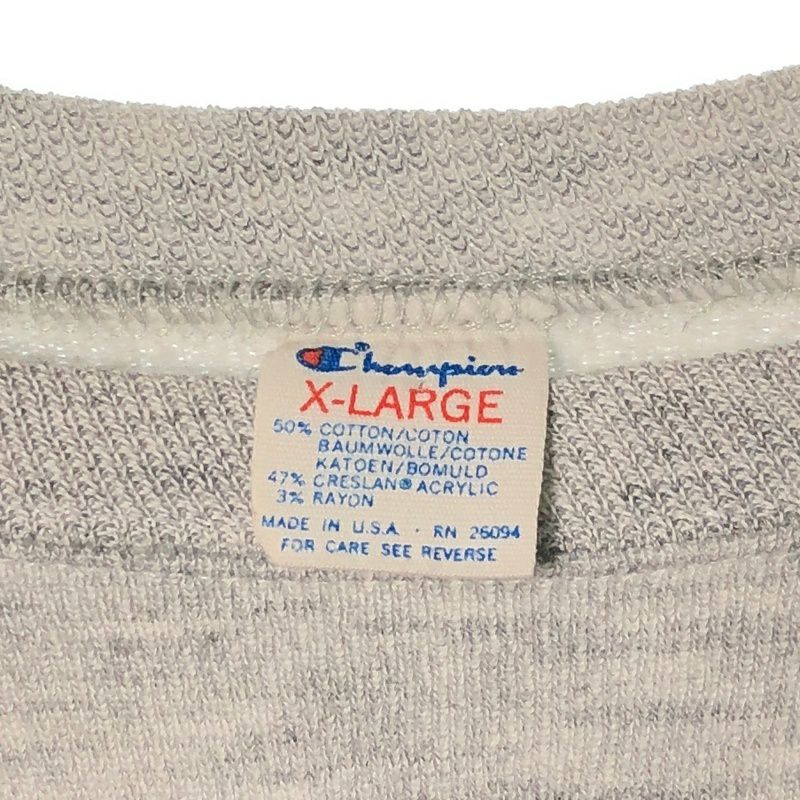 Champion
X-LARGE
50% COTTON/COTON
BAUMWOLLE/COTONE
KATOEN/BOMULD
47% CRESLAN® ACRYLIC
3% RAYON
MADE IN U.S.A. • RN 26094
FOR CARE SEE REVERSE